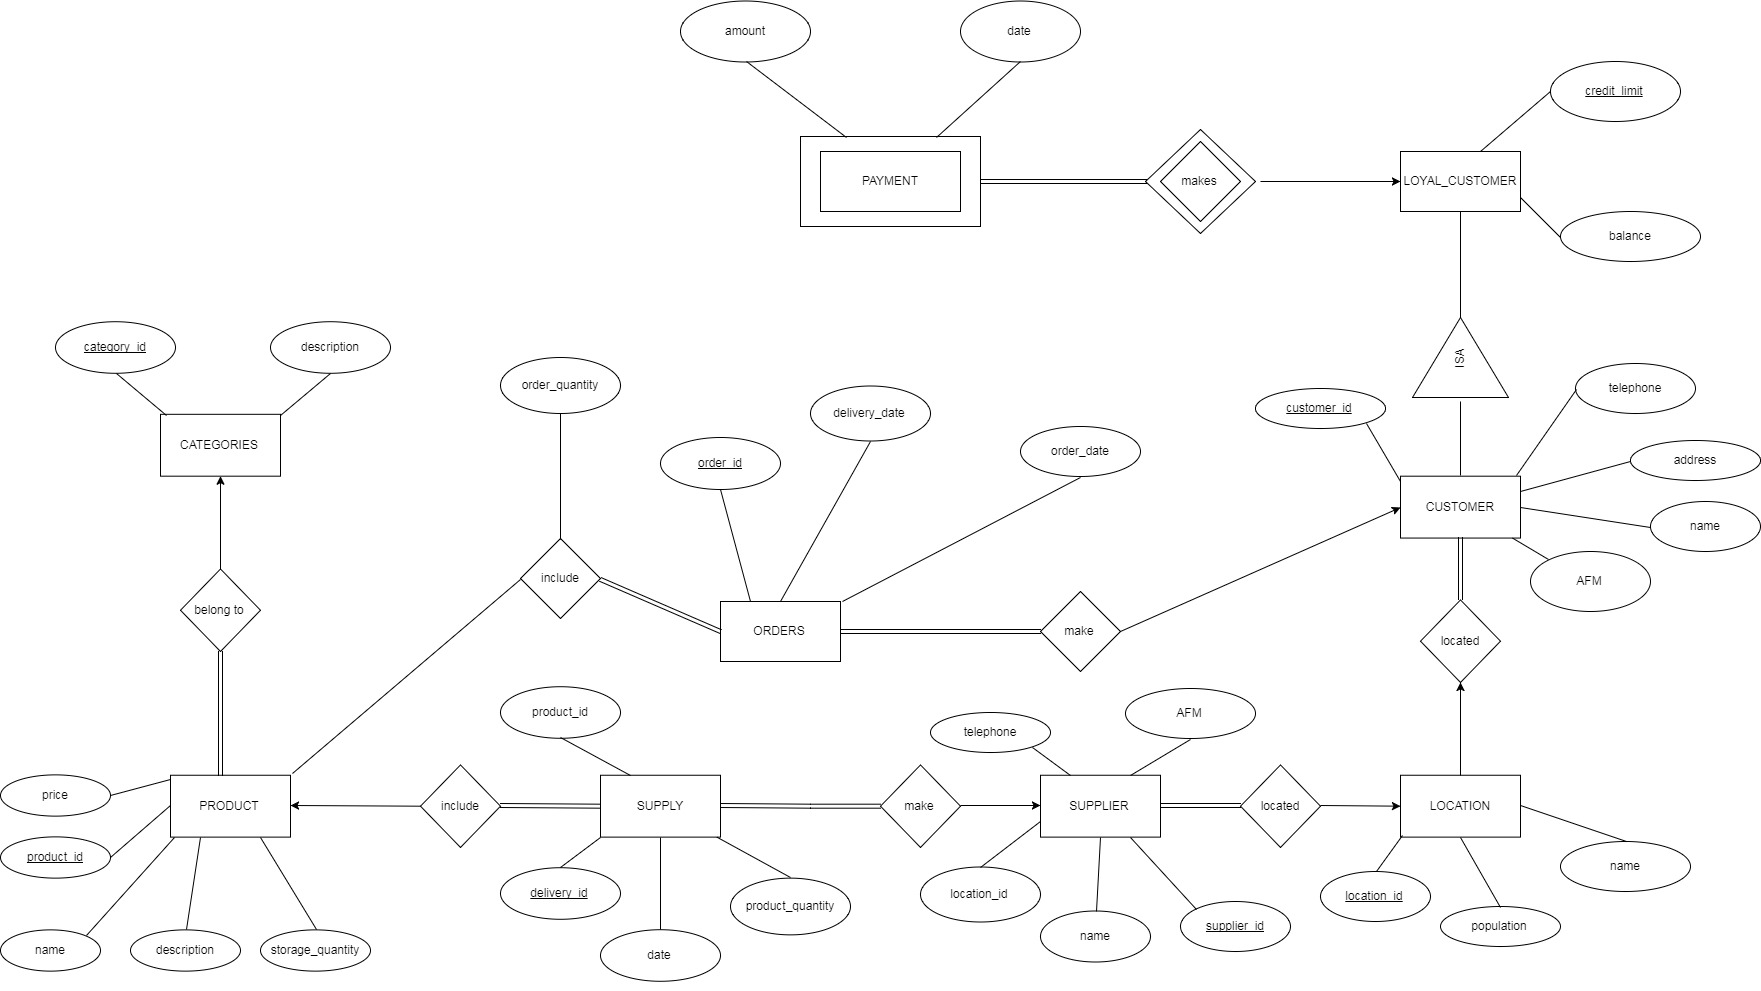 amount
date
credit_limit
PAYMENT
makes
LOYAL_CUSTOMER
balance
category_id
description
ISA
order_quantity
delivery_date
customer_id
telephone
CATEGORIES
order_id
order_date
address
CUSTOMER
name
include
AFM
belong to
ORDERS
make
located
product_id
telephone
AFM
price
PRODUCT
include
SUPPLY
make
SUPPLIER
located
LOCATION
product_id
delivery_id
product_quantity
location_id
location_id
name
name
description
storage_quantity
date
name
supplier_id
population